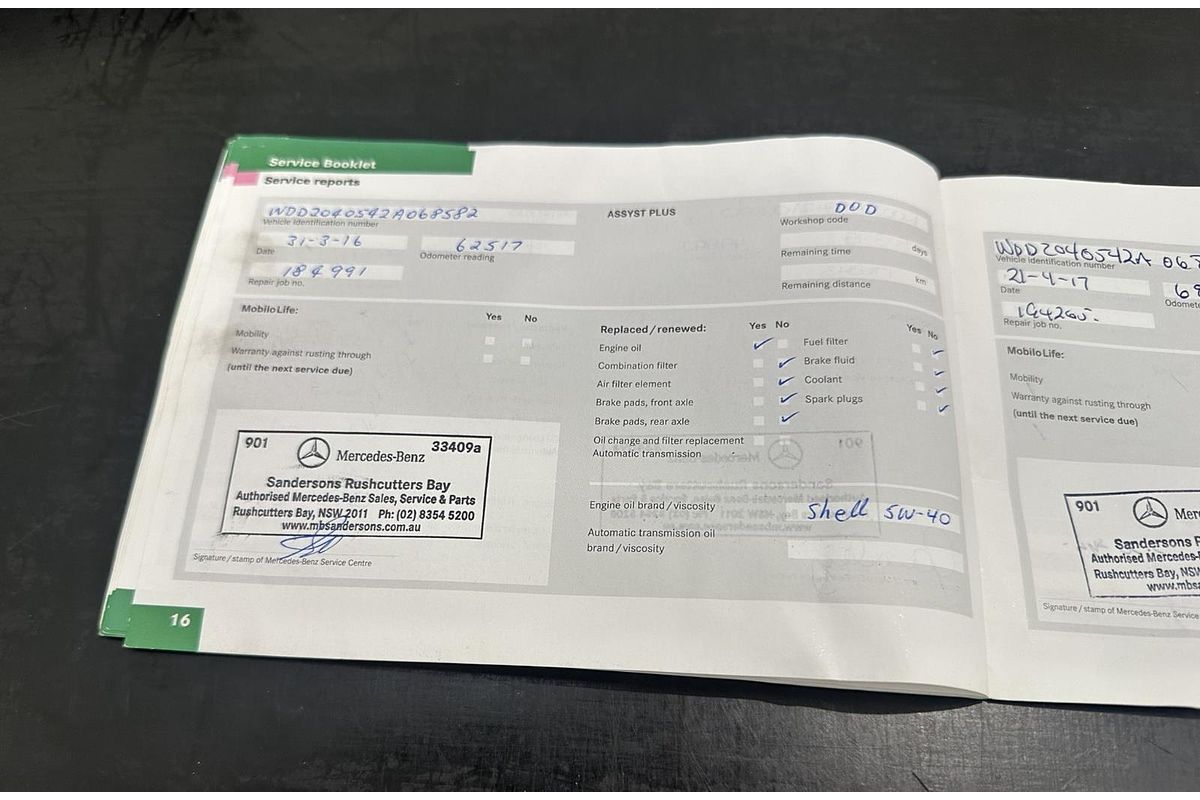 Service Booklet
Service reports
WDD2040542A068582
Vehicle identification number
31-3-16
Date
62517
Odometer reading
184991
Repair job no.
ASSYST PLUS
DOD
Workshop code
Remaining time
days
Remaining distance
km
MobiloLife:
Yes No
Mobility
Warranty against rusting through
(until the next service due)
Replaced/renewed:
Yes No
Engine oil
Combination filter
Air filter element
Brake pads, front axle
Brake pads, rear axle
Oil change and filter replacement
Automatic transmission
Yes No
Fuel filter
Brake fluid
Coolant
Spark plugs
Engine oil brand/viscosity
Shell 5W-40
Automatic transmission oil
brand/viscosity
901
Mercedes-Benz
33409a
Sandersons Rushcutters Bay
Authorised Mercedes-Benz Sales, Service & Parts
Rushcutters Bay, NSW 2011 Ph: (02) 8354 5200
www.mbsandersons.com.au
Signature/stamp of Mercedes-Benz Service Centre
16
WDD2040542A 06
Vehicle identification number
21-4-17
Date
Odomete
Repair job no.
MobiloLife:
Mobility
Warranty against rusting through
(until the next service due)
901
Mer
Sandersons R
Authorised Mercedes-
Rushcutters Bay, NSW
www.mbsa
Signature/stamp of Mercedes-Benz Service